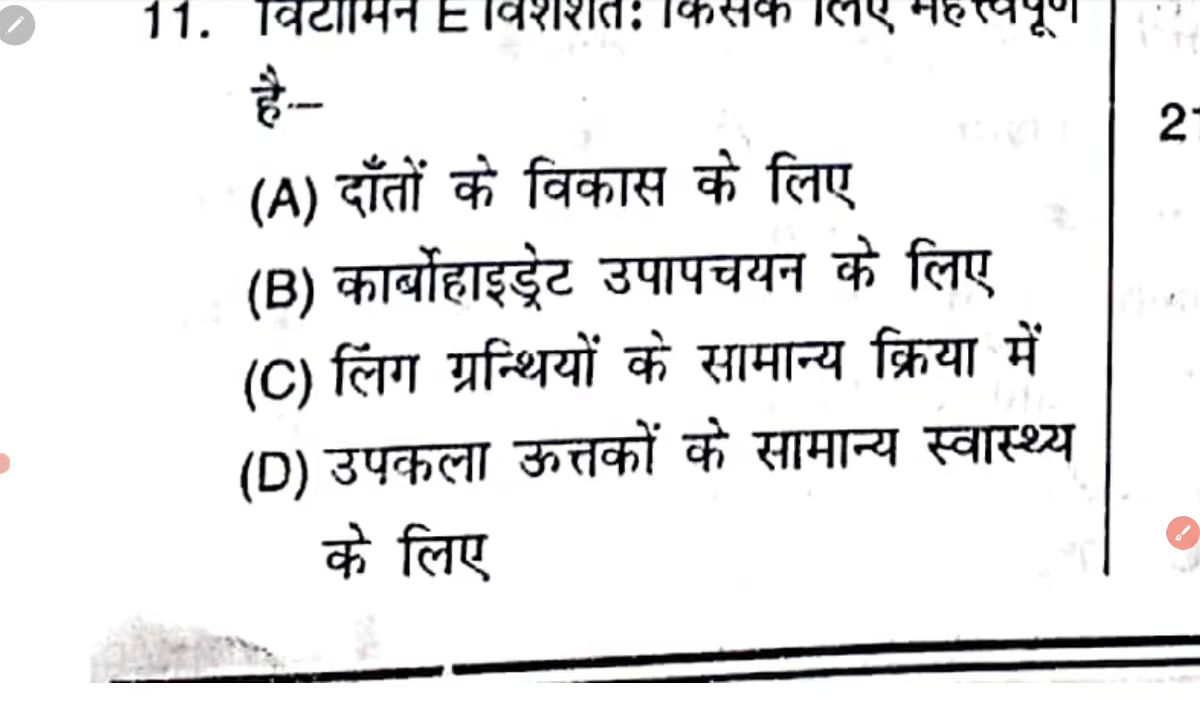 11. विटामिन E विशेषतः किसके लिए महत्त्वपूर्ण
है—
(A) दाँतों के विकास के लिए
(B) कार्बोहाइड्रेट उपापचयन के लिए
(C) लिंग ग्रन्थियों के सामान्य क्रिया में
(D) उपकला ऊत्तकों के सामान्य स्वास्थ्य
के लिए